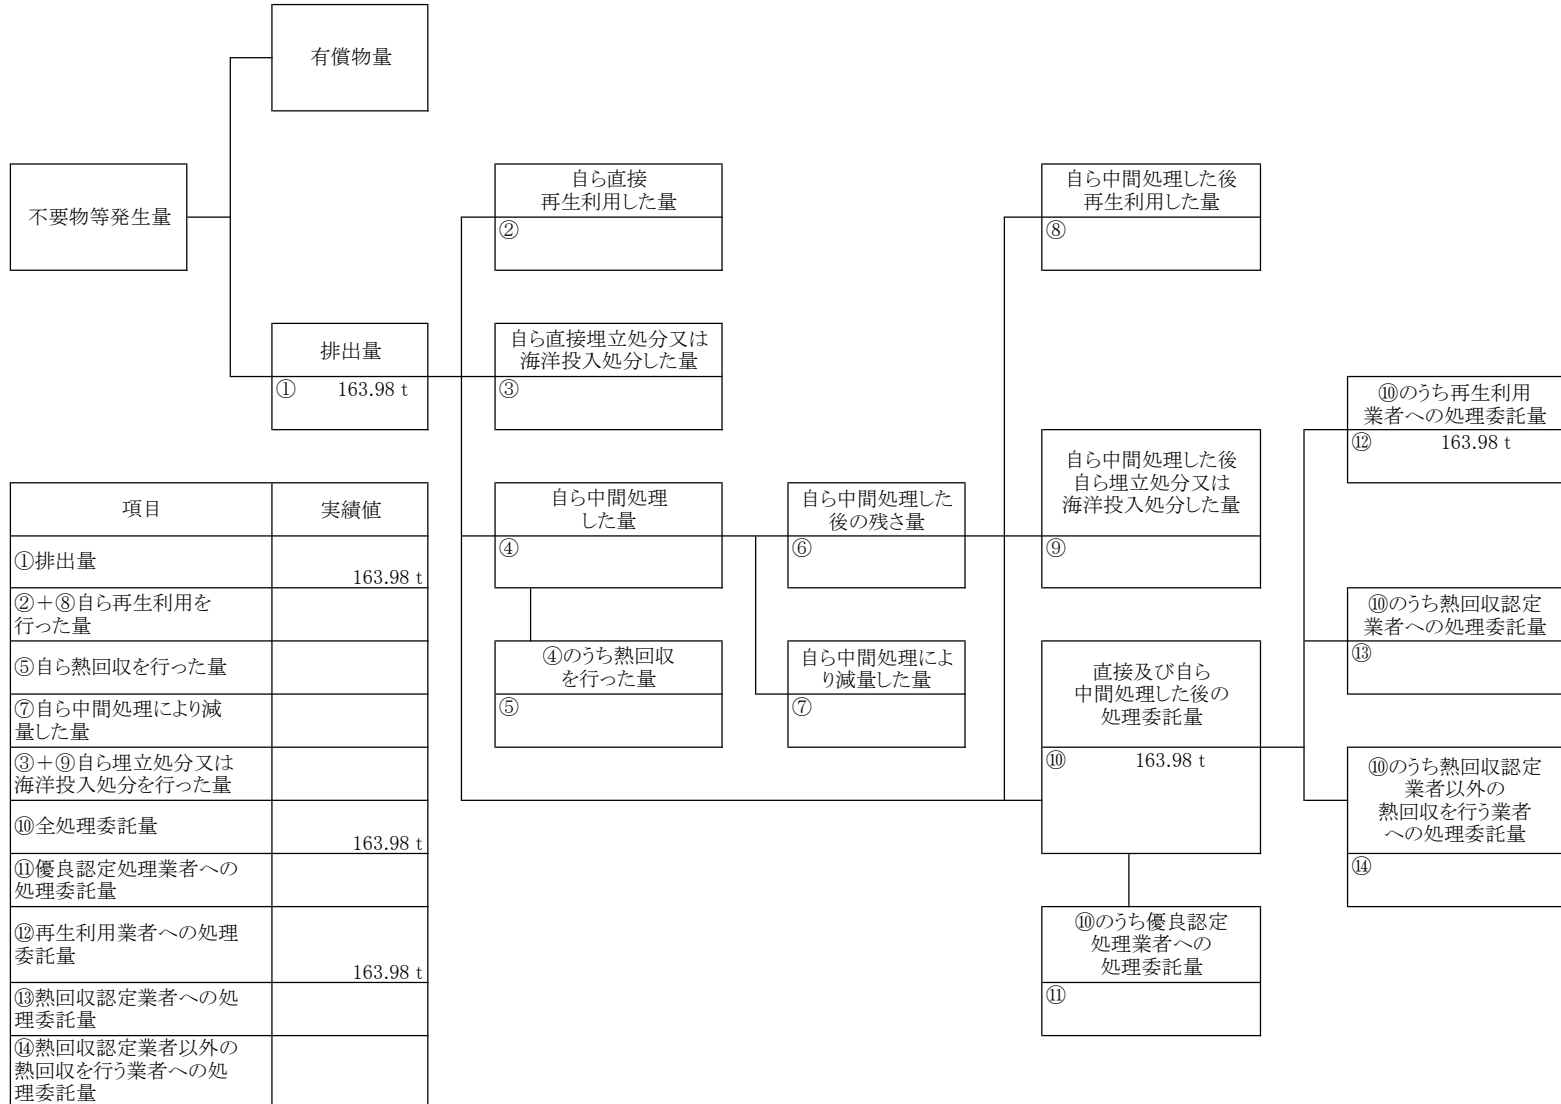 有償物量
不要物等発生量
自ら直接
再生利用した量
②
自ら中間処理した後
再生利用した量
⑧
排出量
① 163.98 t
自ら直接埋立処分又は
海洋投入処分した量
③
⑩のうち再生利用
業者への処理委託量
⑫ 163.98 t
自ら中間処理した後
自ら埋立処分又は
海洋投入処分した量
⑨
自ら中間処理
した量
④
自ら中間処理した
後の残さ量
⑥
⑩のうち熱回収認定
業者への処理委託量
⑬
④のうち熱回収
を行った量
⑤
自ら中間処理によ
り減量した量
⑦
直接及び自ら
中間処理した後の
処理委託量
⑩ 163.98 t
⑩のうち熱回収認定
業者以外の
熱回収を行う業者
への処理委託量
⑭
⑩のうち優良認定
処理業者への
処理委託量
⑪
項目 実績値
①排出量
163.98 t
②+⑧自ら再生利用を
行った量
⑤自ら熱回収を行った量
⑦自ら中間処理により減
量した量
③+⑨自ら埋立処分又は
海洋投入処分を行った量
⑩全処理委託量
163.98 t
⑪優良認定処理業者への
処理委託量
⑫再生利用業者への処理
委託量
163.98 t
⑬熱回収認定業者への処
理委託量
⑭熱回収認定業者以外の
熱回収を行う業者への処
理委託量